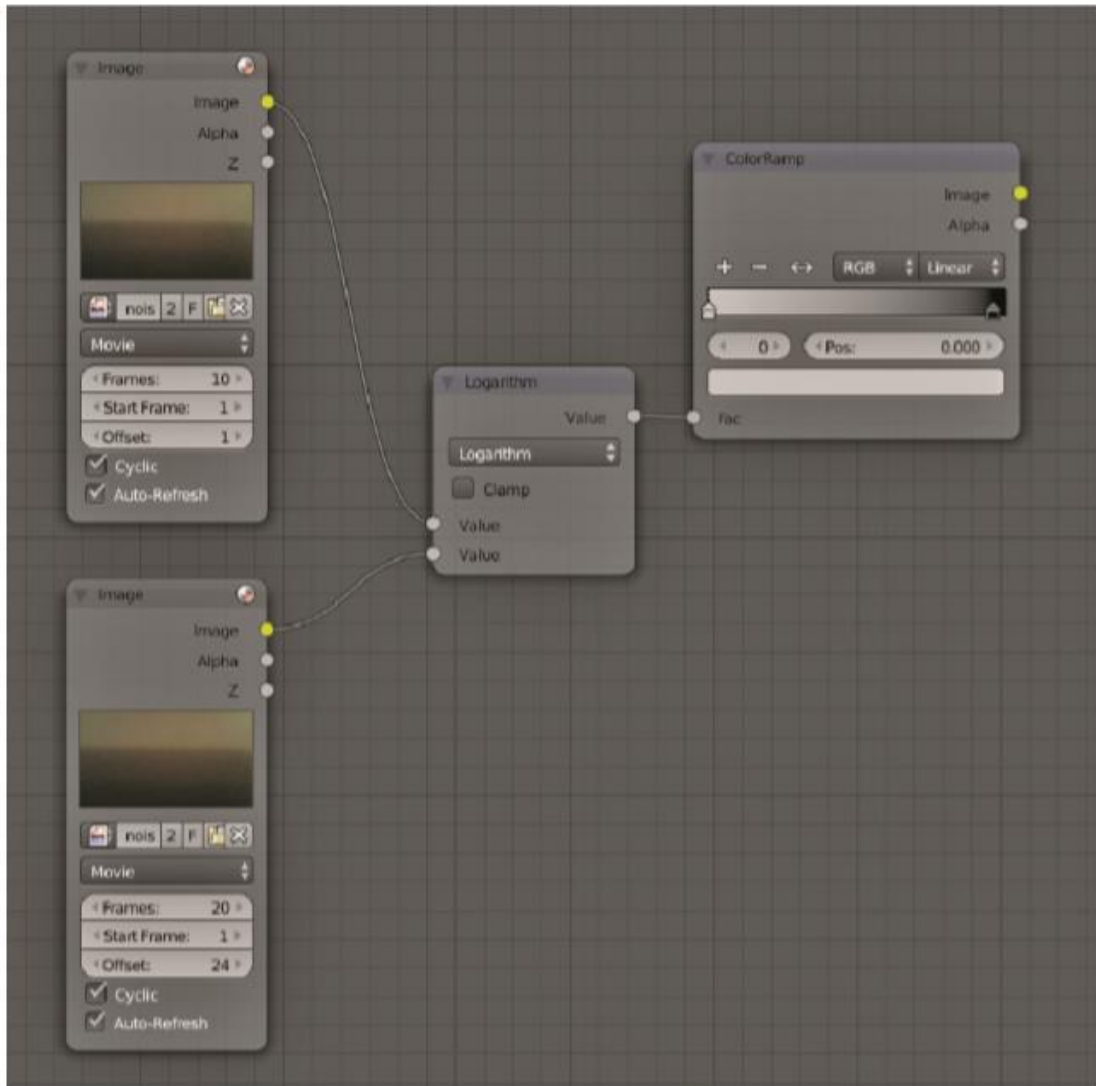 Image
Image
Alpha
Z
nois 2 F
Movie
Frames: 10
Start Frame: 1
Offset: 1
Cyclic
Auto-Refresh
Image
Image
Alpha
Z
nois 2 F
Movie
Frames: 20
Start Frame: 1
Offset: 24
Cyclic
Auto-Refresh
Logarithm
Value
Logarithm
Clamp
Value
Value
ColorRamp
Image
Alpha
RGB Linear
0 Pos: 0.000
Fac